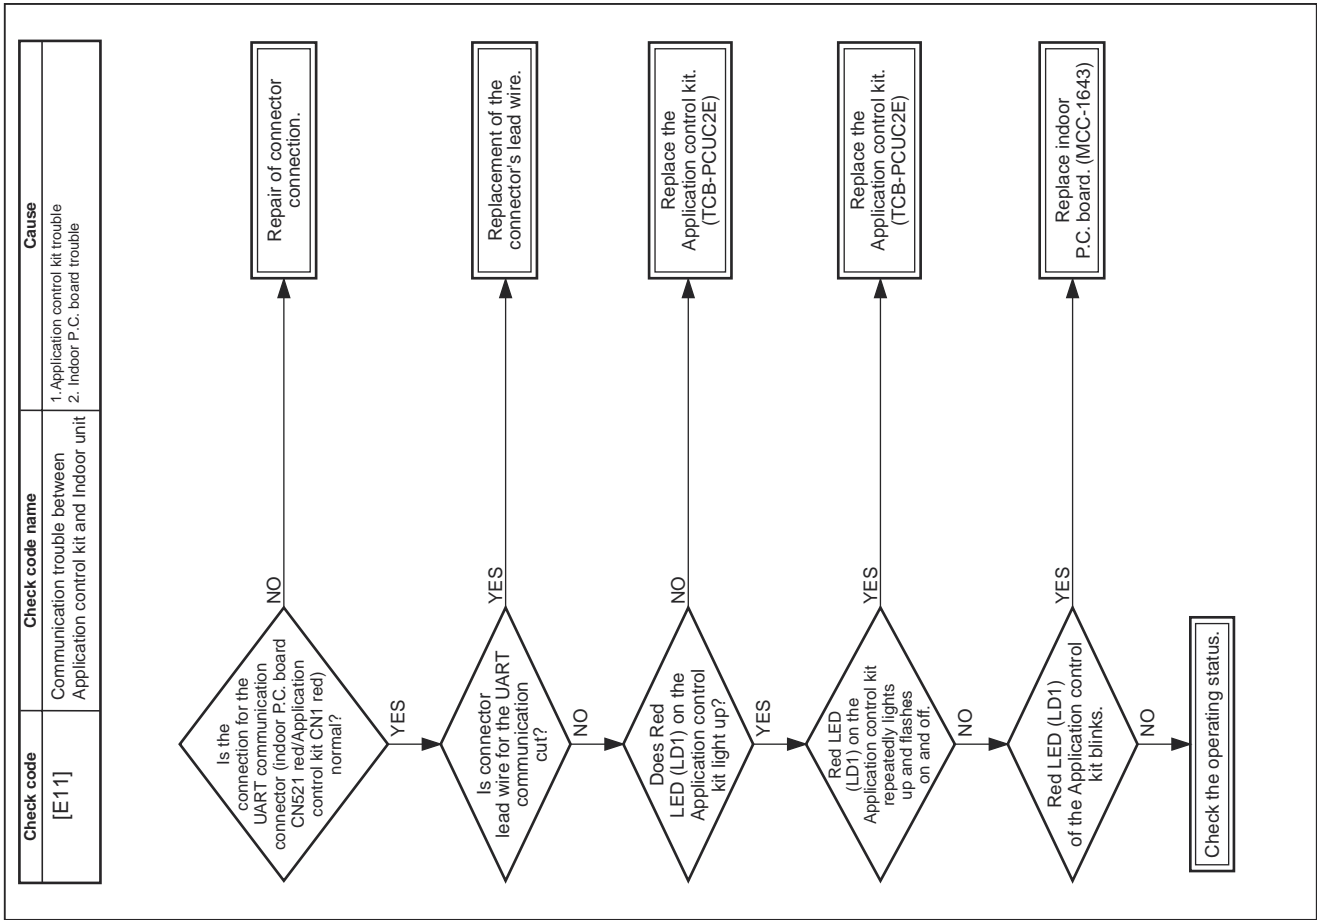 Check code
Check code name
Cause
[E11]
Communication trouble between
Application control kit and Indoor unit
1.Application control kit trouble
2. Indoor P.C. board trouble
Is the
connection for the
UART communication
connector (indoor P.C. board
CN521 red/Application
control kit CN1 red)
normal?
NO
Repair of connector
connection.
YES
Is connector
lead wire for the UART
communication
cut?
YES
Replacement of the
connector's lead wire.
NO
Does Red
LED (LD1) on the
Application control
kit light up?
NO
Replace the
Application control kit.
(TCB-PCUC2E)
YES
Red LED
(LD1) on the
Application control kit
repeatedly lights
up and flashes
on and off.
YES
Replace the
Application control kit.
(TCB-PCUC2E)
NO
Red LED (LD1)
of the Application control
kit blinks.
YES
Replace indoor
P.C. board. (MCC-1643)
NO
Check the operating status.